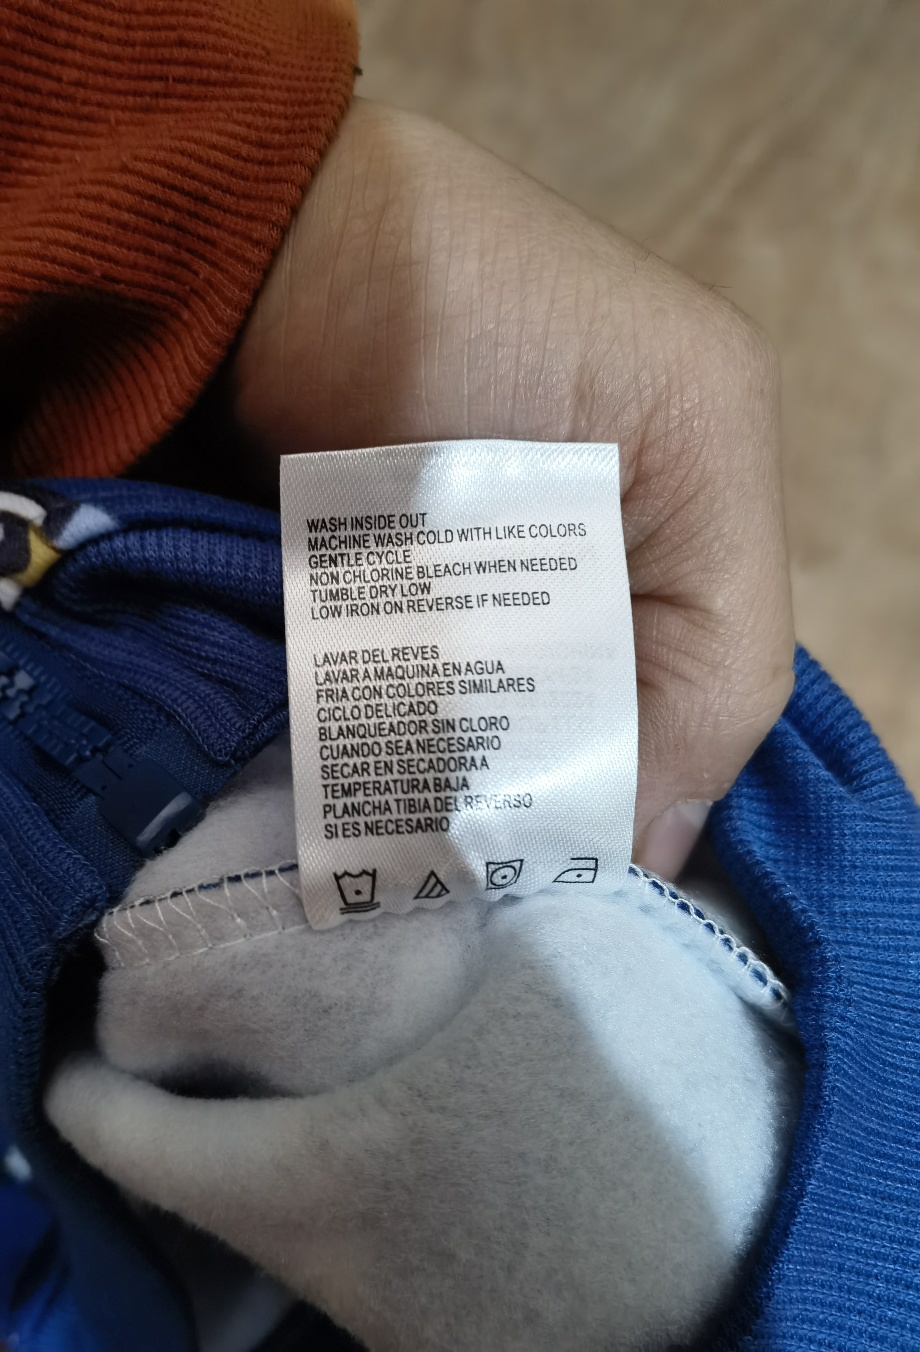 WASH INSIDE OUT
MACHINE WASH COLD WITH LIKE COLORS
GENTLE CYCLE
NON CHLORINE BLEACH WHEN NEEDED
TUMBLE DRY LOW
LOW IRON ON REVERSE IF NEEDED
LAVAR DEL REVES
LAVAR A MAQUINA EN AGUA
FRIA CON COLORES SIMILARES
CICLO DELICADO
BLANQUEADOR SIN CLORO
CUANDO SEA NECESARIO
SECAR EN SECADORA A
TEMPERATURA BAJA
PLANCHA TIBIA DEL REVERSO
SI ES NECESARIO